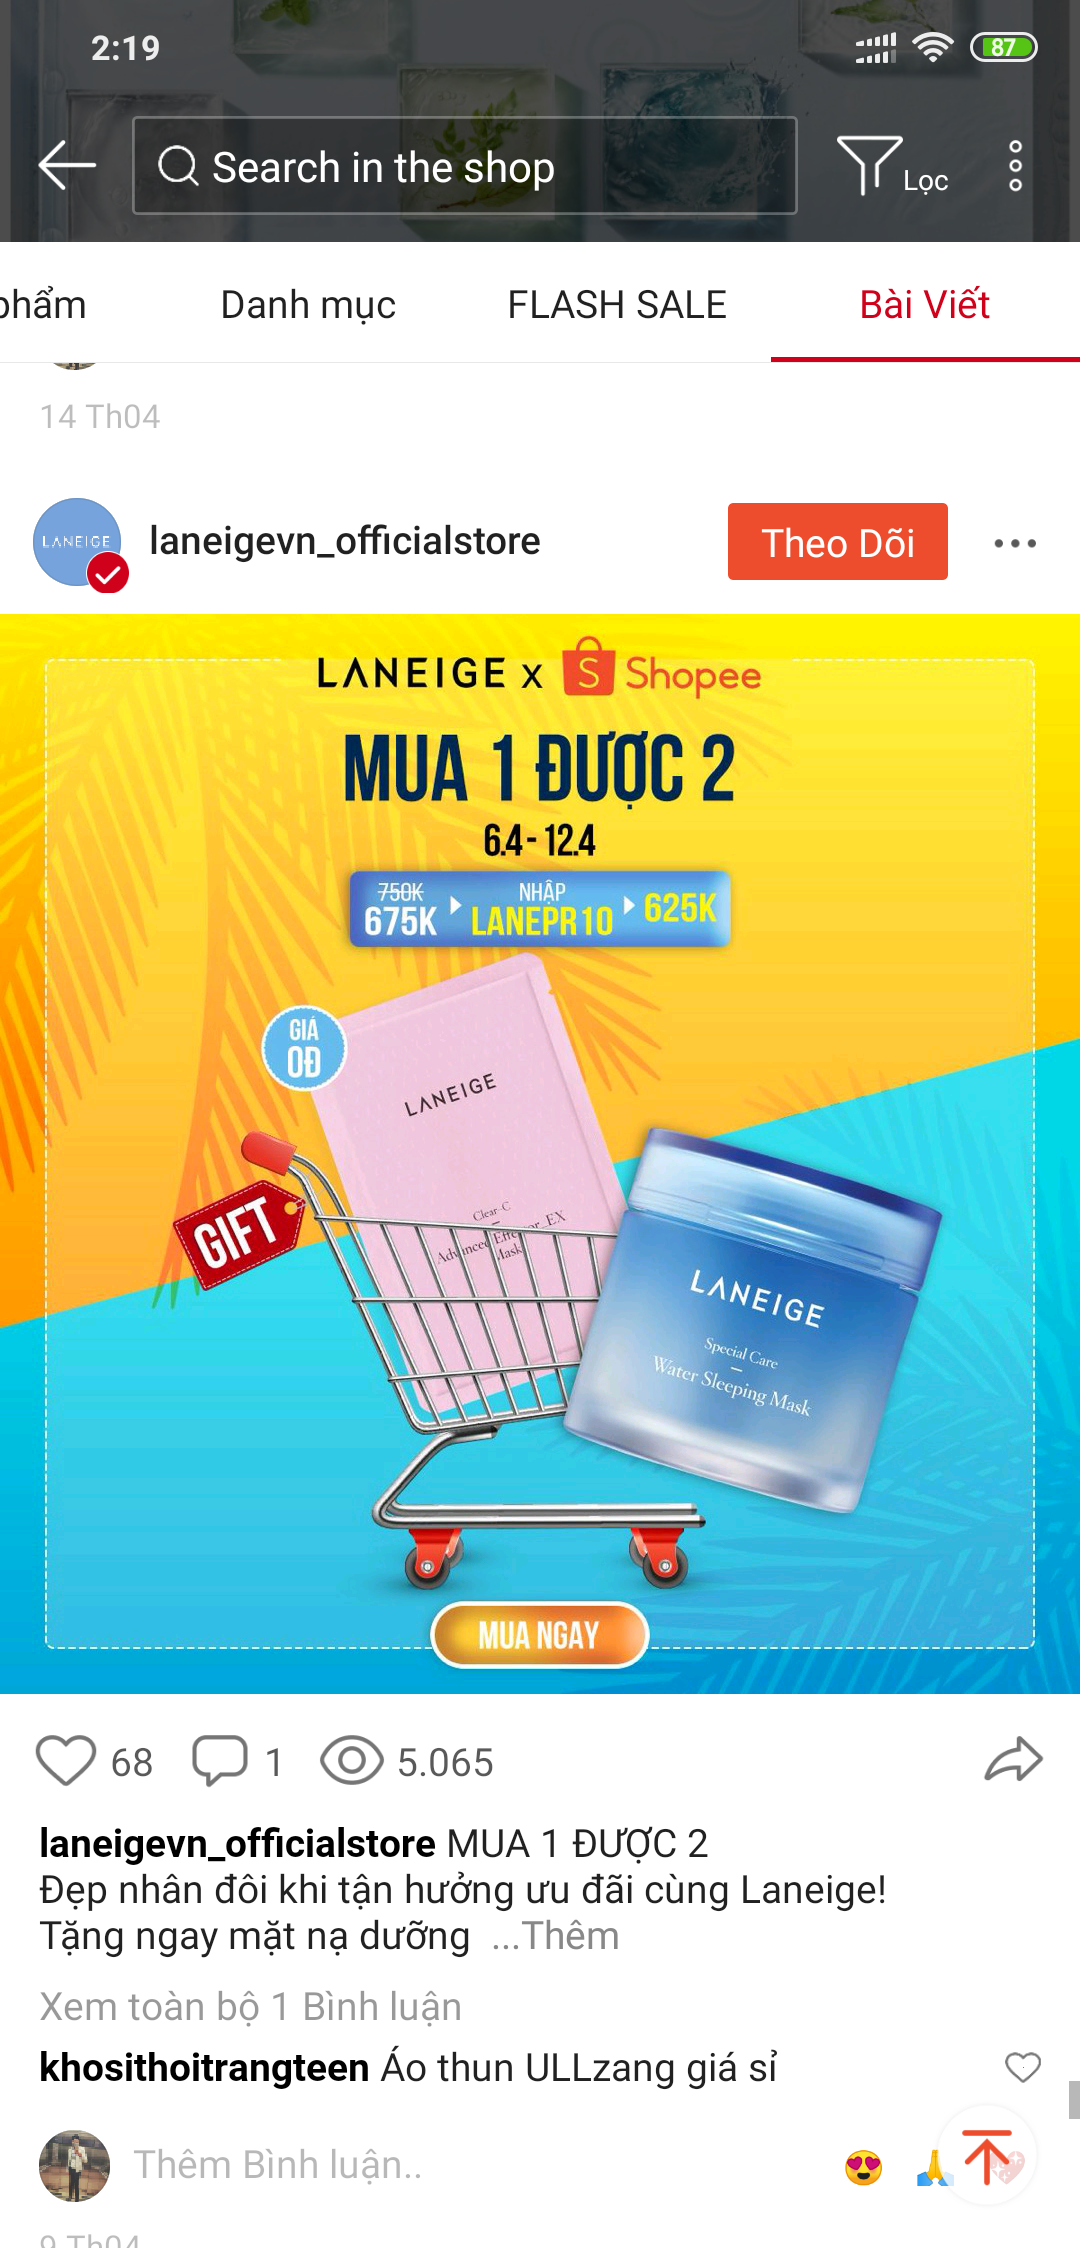 2:19
87
Search in the shop
Lọc
phẩm
Danh mục
FLASH SALE
Bài Viết
14 Th04
LANEIGE
laneigevn_officialstore
Theo Dõi
LANEIGE x Shopee
MUA 1 ĐƯỢC 2
6.4 - 12.4
750K
675K
NHẬP
LANEPR10
625K
GIÁ
0Đ
LANEIGE
Clear-C
Advanced Effector_EX
Mask
GIFT
LANEIGE
Special Care
Water Sleeping Mask
MUA NGAY
68
1
5.065
laneigevn_officialstore MUA 1 ĐƯỢC 2
Đẹp nhân đôi khi tận hưởng ưu đãi cùng Laneige!
Tặng ngay mặt nạ dưỡng ...Thêm
Xem toàn bộ 1 Bình luận
khosithoitrangteen Áo thun ULLzang giá sỉ
Thêm Bình luận..
9 Th04